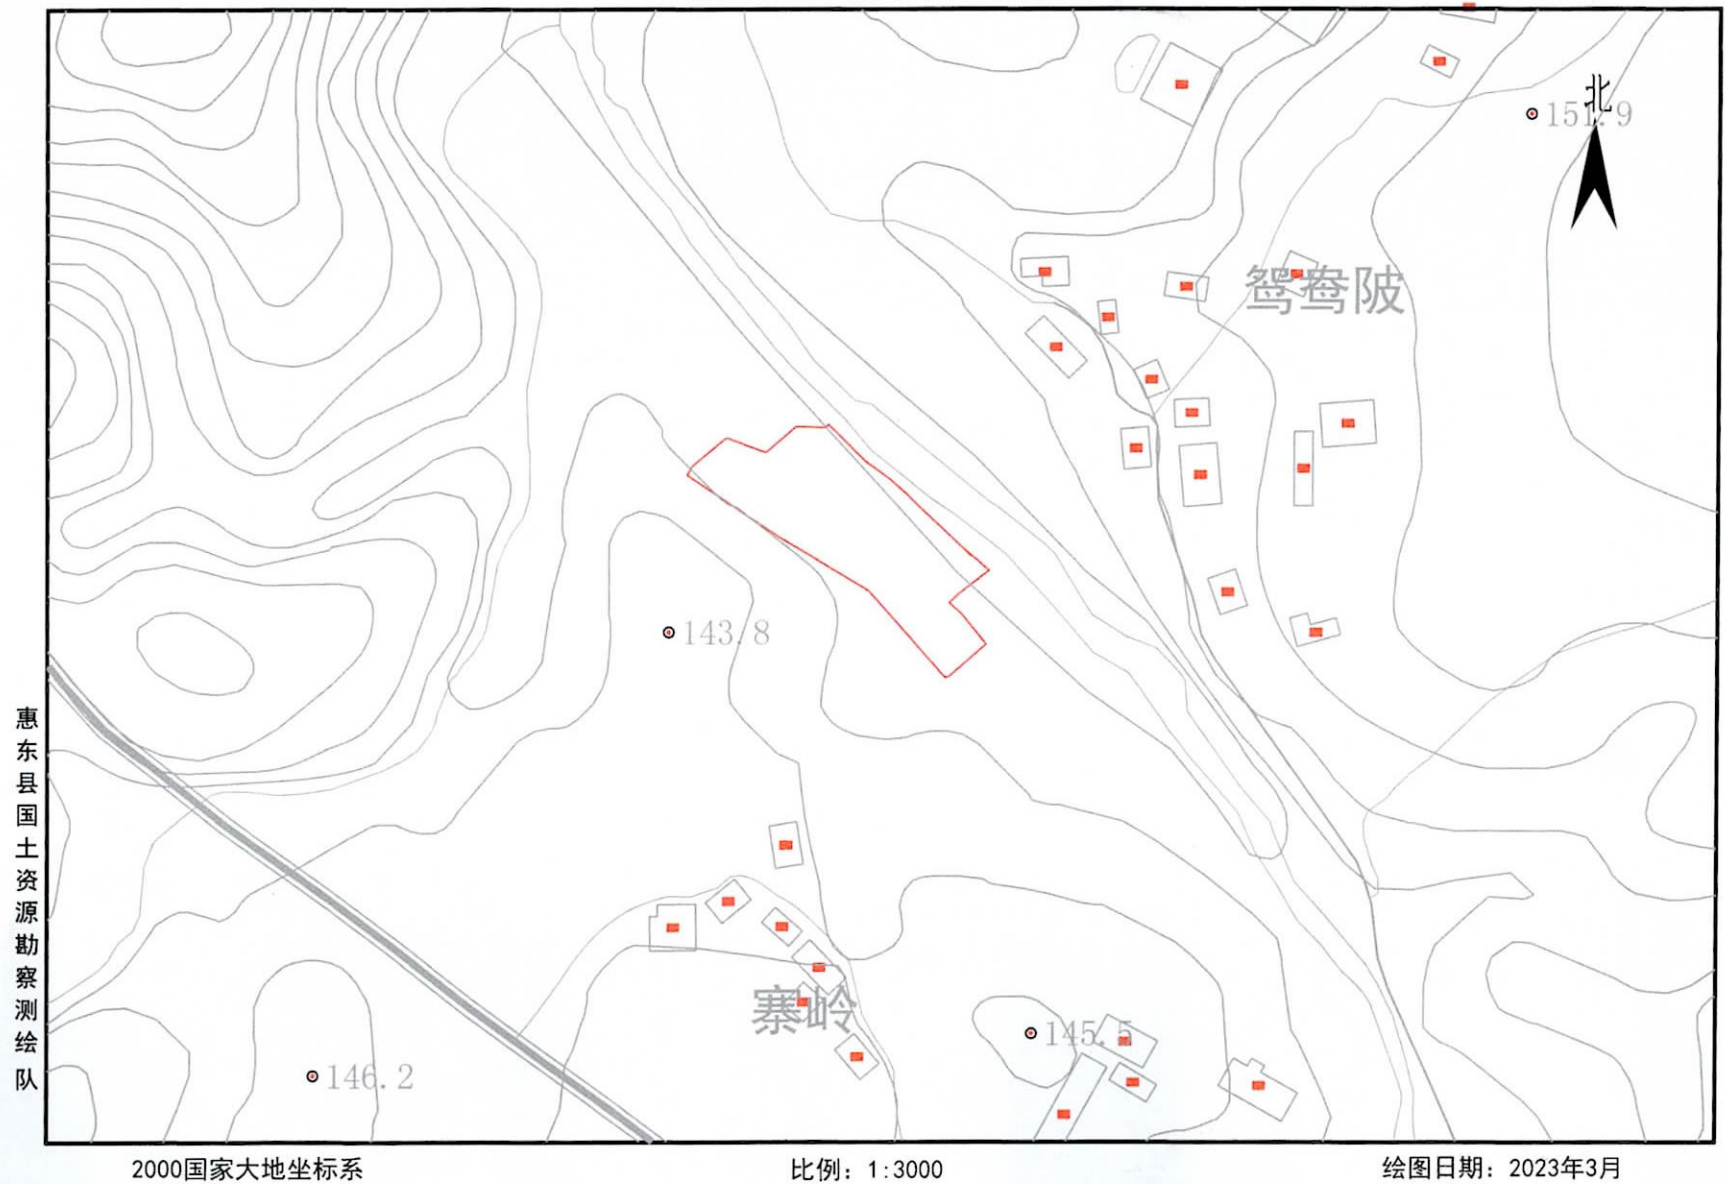 北
151.9
鸳鸯陂
143.8
寨岭
145.5
146.2
惠东县国土资源勘察测绘队
2000国家大地坐标系
比例：1:3000
绘图日期：2023年3月